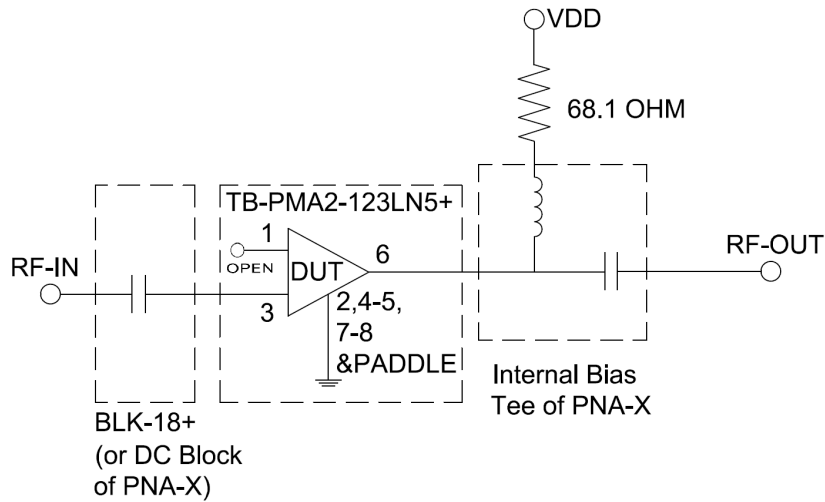 VDD
68.1 OHM
TB-PMA2-123LN5+
1
OPEN
DUT
6
RF-IN
RF-OUT
3
2,4-5,
7-8
&PADDLE
Internal Bias
Tee of PNA-X
BLK-18+
(or DC Block
of PNA-X)